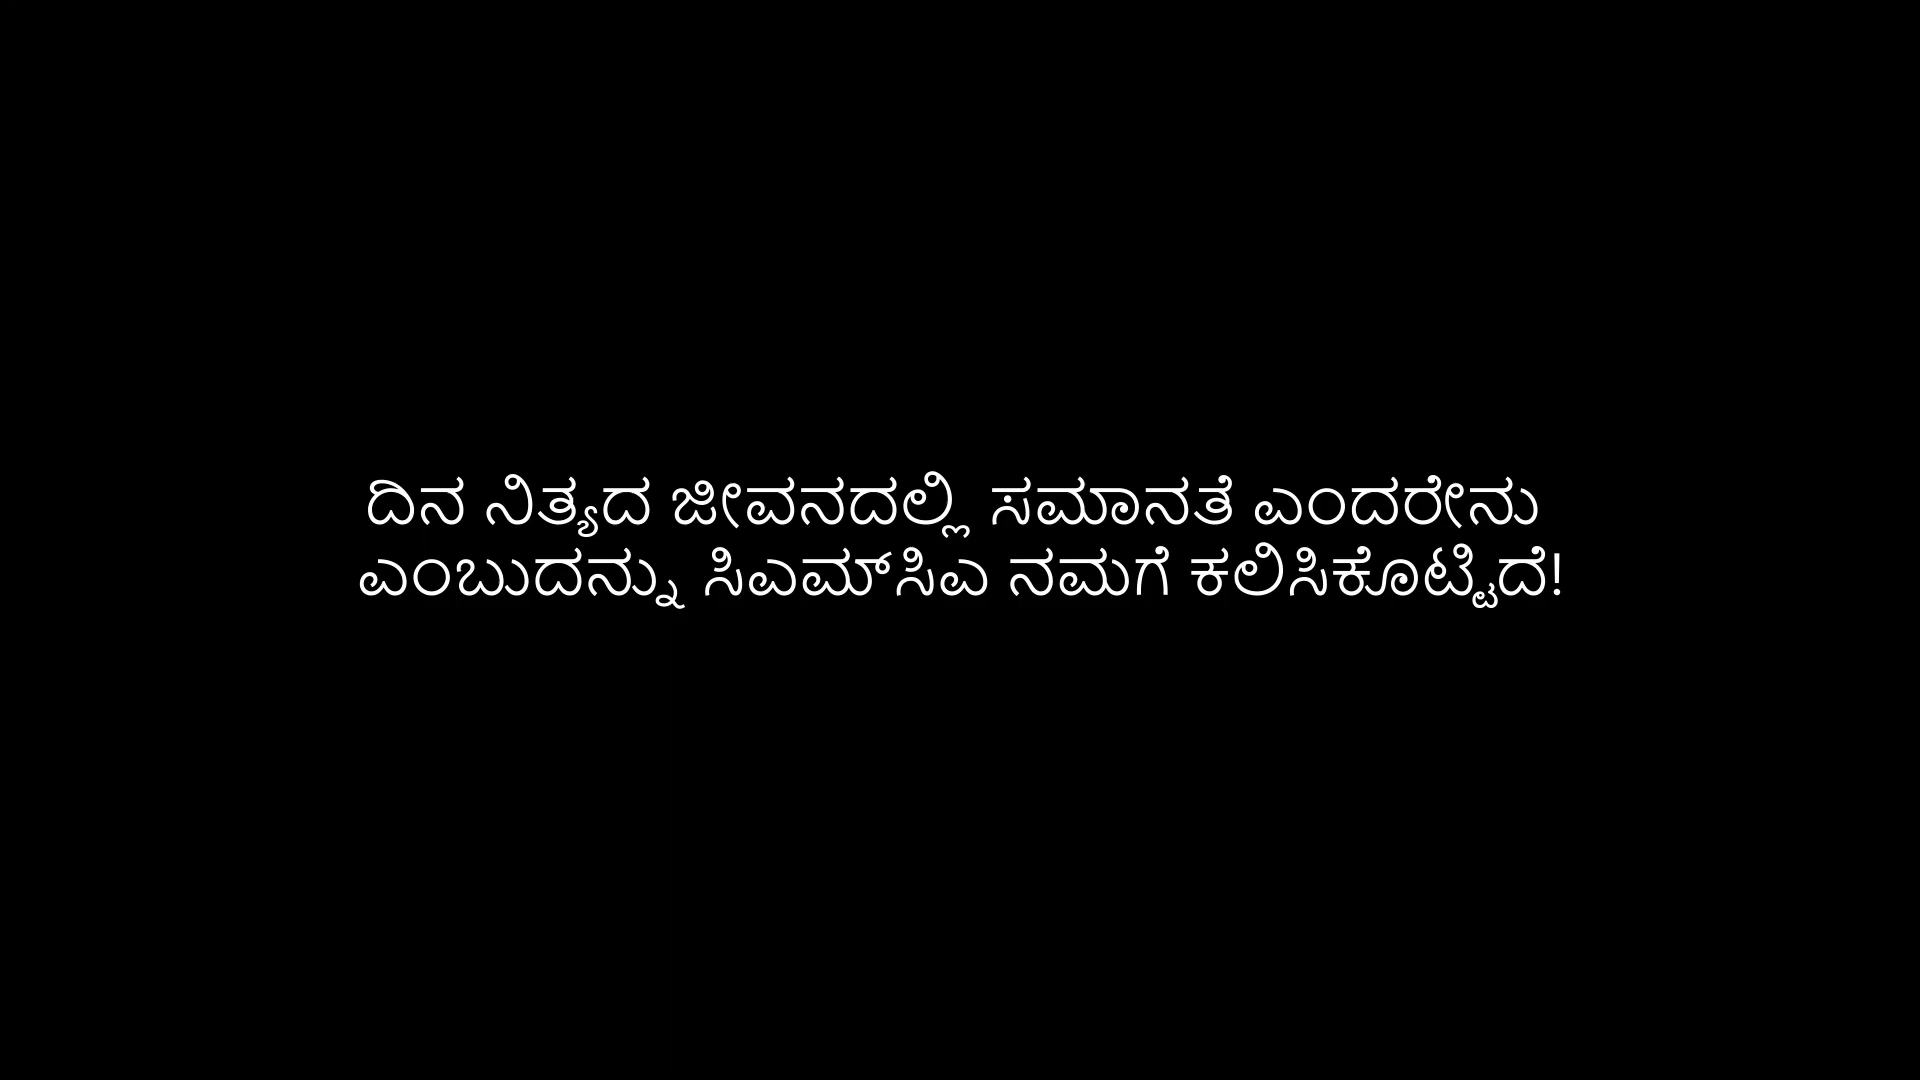 ದಿನ ನಿತ್ಯದ ಜೀವನದಲ್ಲಿ ಸಮಾನತೆ ಎಂದರೇನು
ಎಂಬುದನ್ನು ಸಿಎಮ್‌ಸಿಎ ನಮಗೆ ಕಲಿಸಿಕೊಟ್ಟಿದೆ!